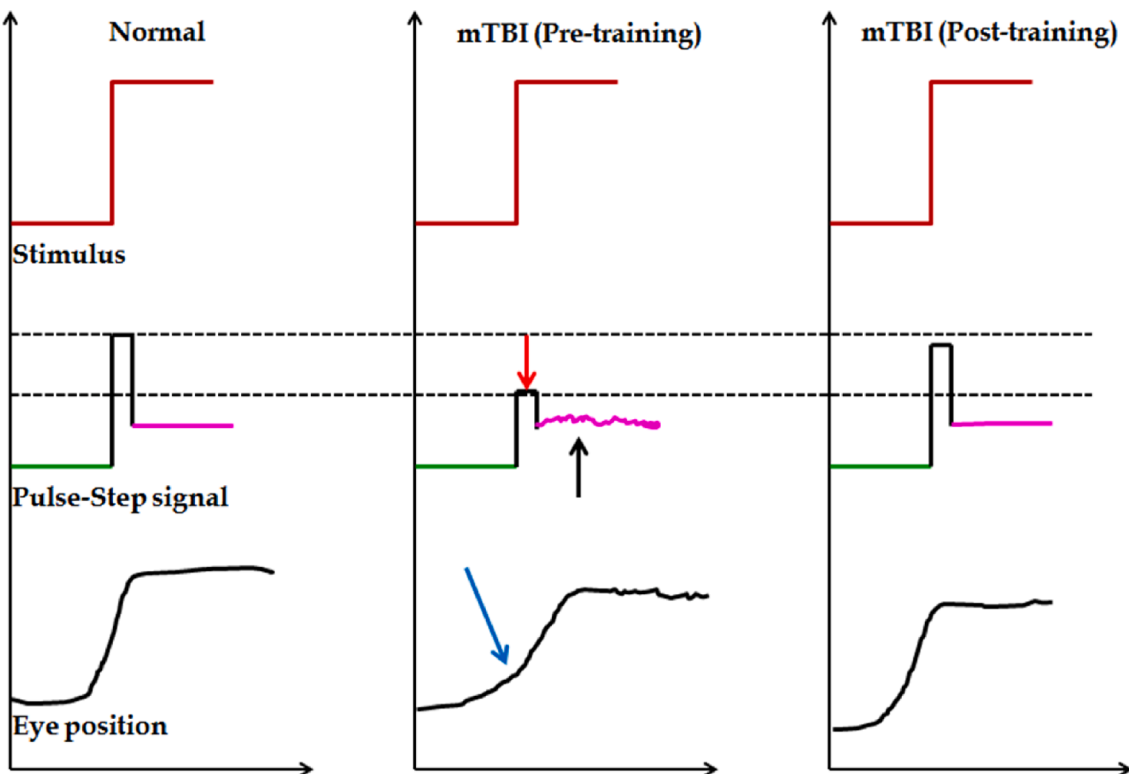 Normal
mTBI (Pre-training)
mTBI (Post-training)
Stimulus
Pulse-Step signal
Eye position